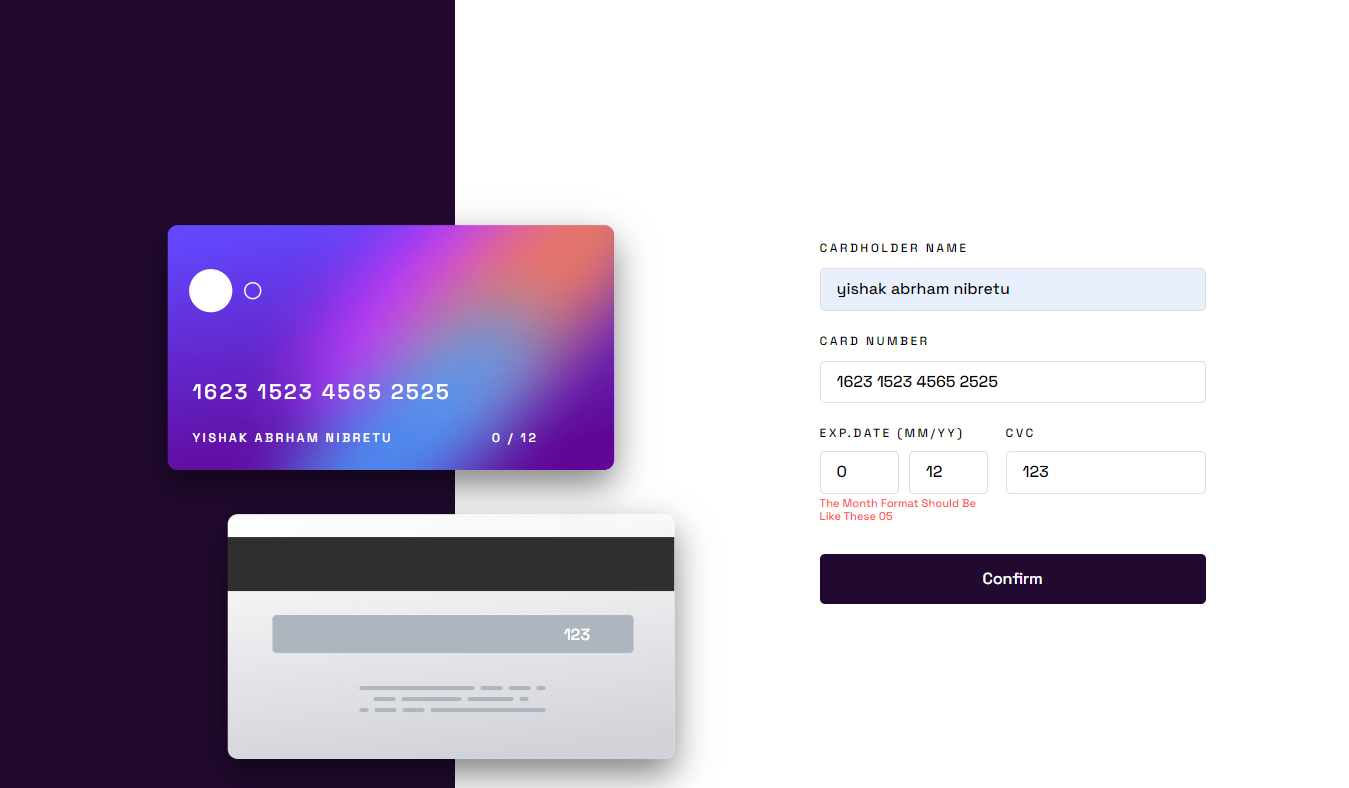 1623 1523 4565 2525
YISHAK ABRHAM NIBRETU 0 / 12
123
CARDHOLDER NAME
yishak abrham nibretu
CARD NUMBER
1623 1523 4565 2525
EXP.DATE (MM/YY) CVC
0 12 123
The Month Format Should Be
Like These 05
Confirm